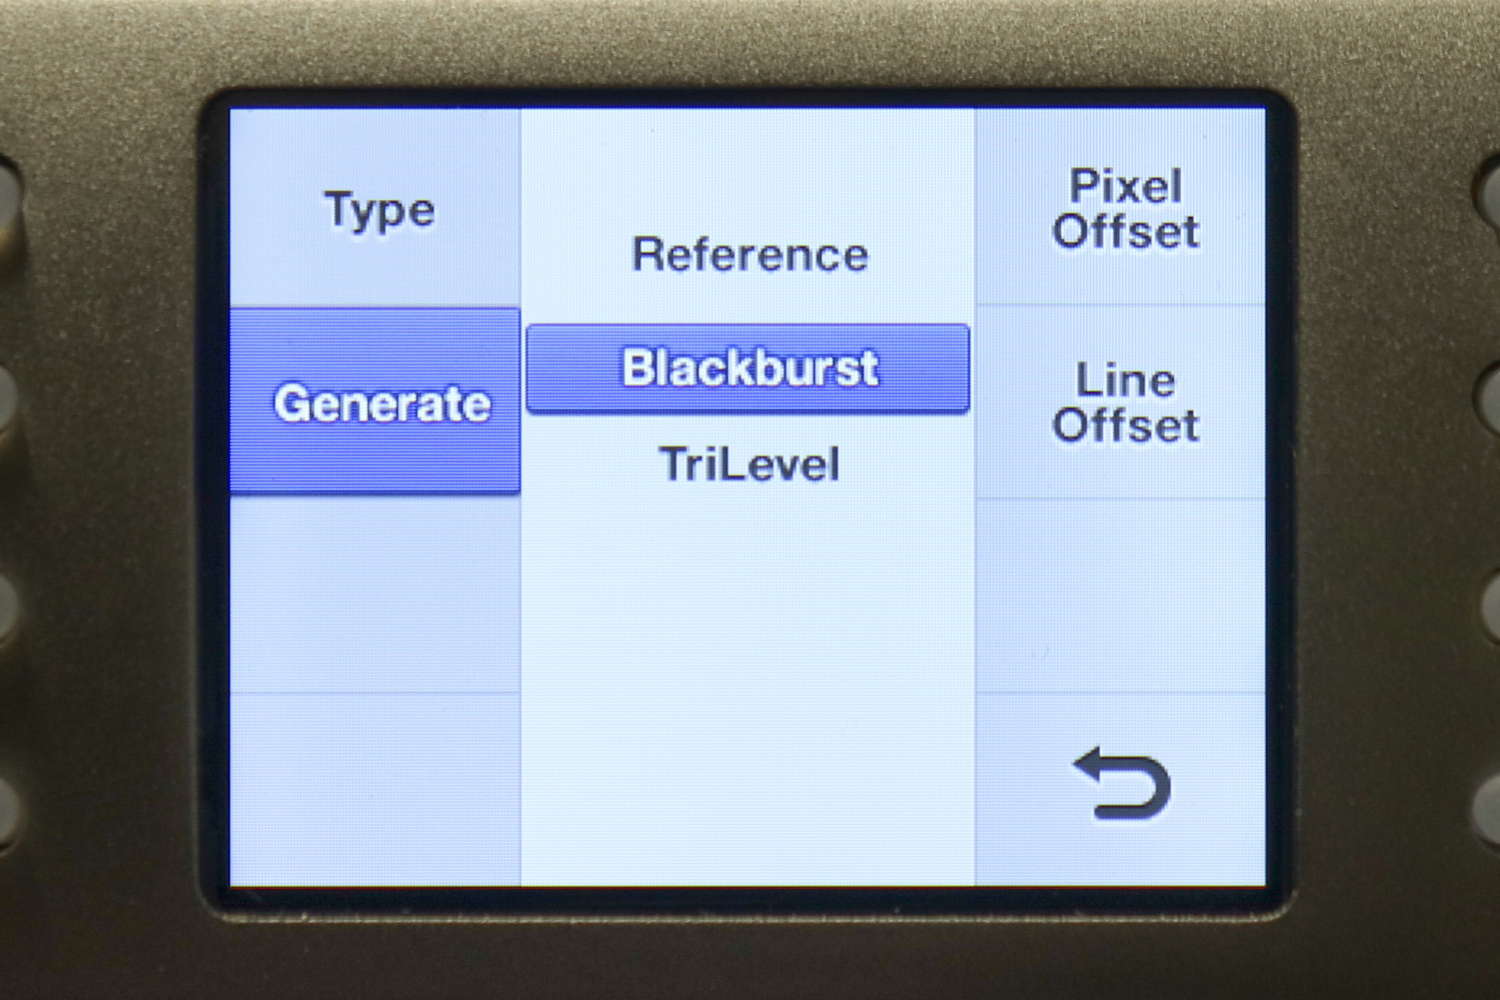 Type
Generate
Reference
Blackburst
TriLevel
Pixel
Offset
Line
Offset